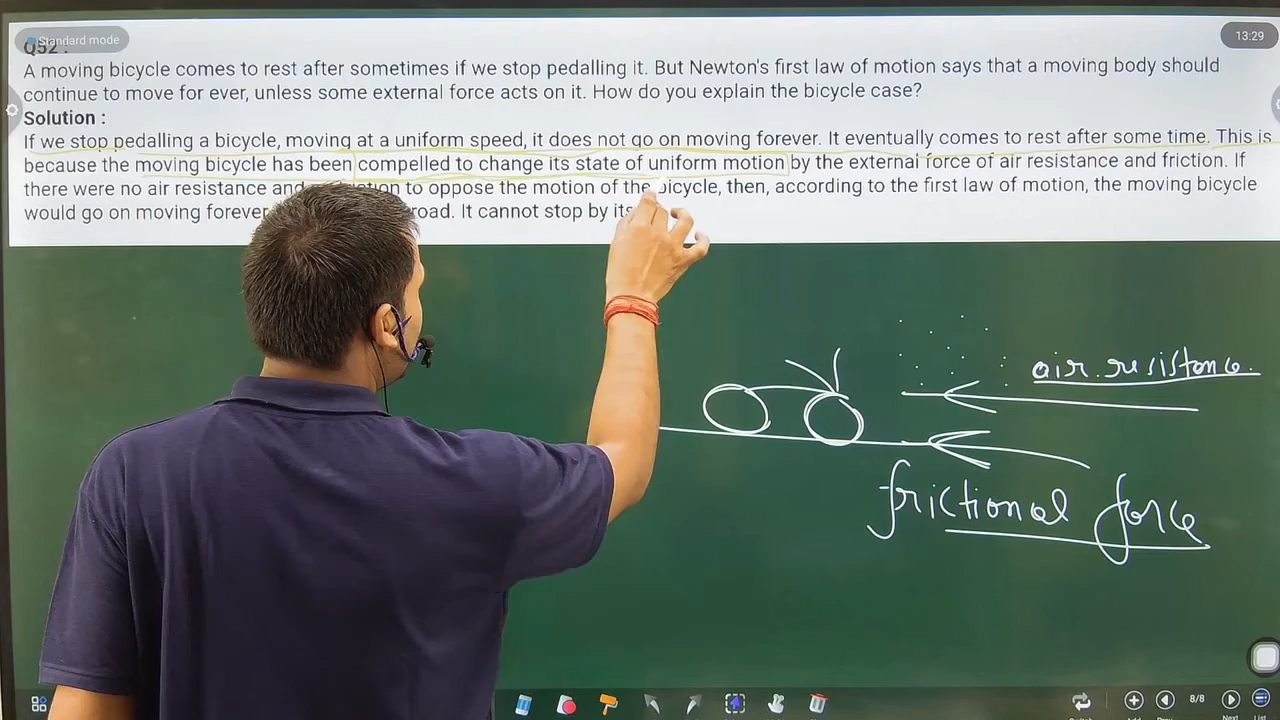 Standard mode
13:29
Q52 :
A moving bicycle comes to rest after sometimes if we stop pedalling it. But Newton's first law of motion says that a moving body should
continue to move for ever, unless some external force acts on it. How do you explain the bicycle case?
Solution :
If we stop pedalling a bicycle, moving at a uniform speed, it does not go on moving forever. It eventually comes to rest after some time. This is
because the moving bicycle has been compelled to change its state of uniform motion by the external force of air resistance and friction. If
there were no air resistance and to oppose the motion of the bicycle, then, according to the first law of motion, the moving bicycle
would go on moving forever road. It cannot stop by its
air resistance.
frictional force
8/8